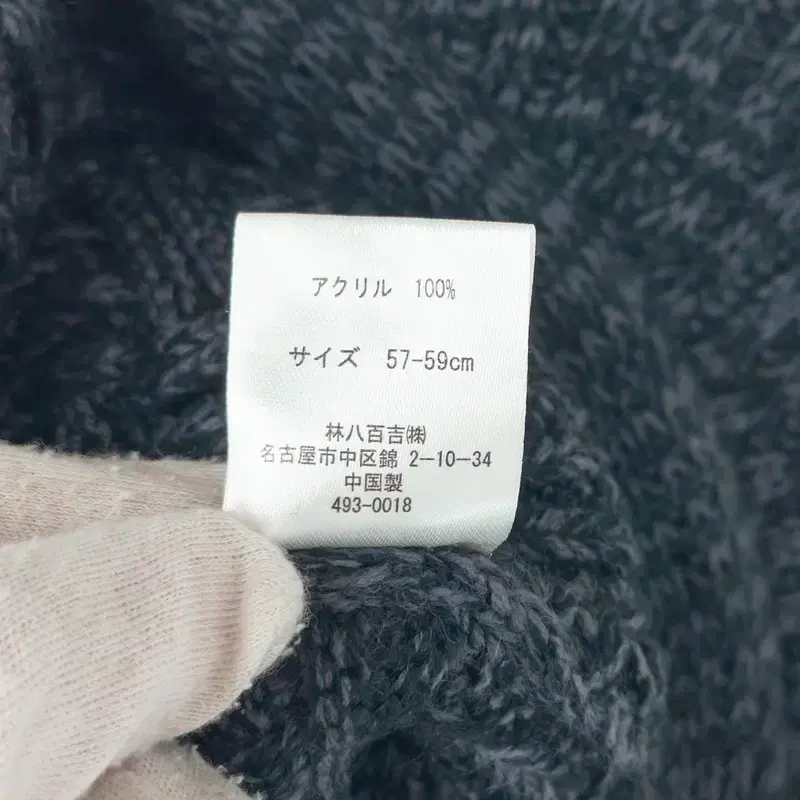 アクリル 100%
サイズ 57-59cm
林八百吉㈱
名古屋市中区錦 2-10-34
中国製
493-0018